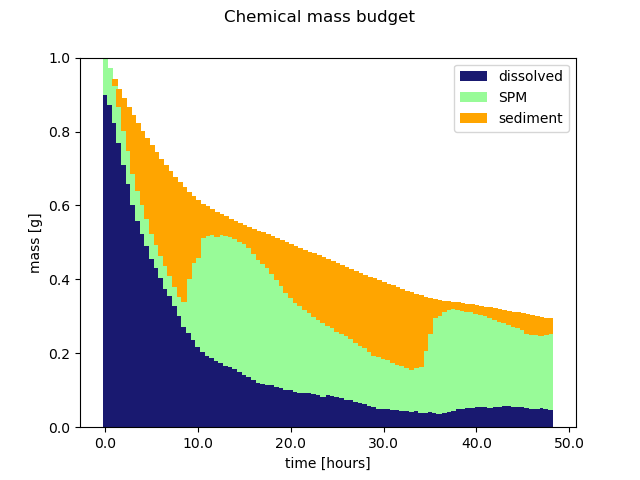 Chemical mass budget
dissolved
SPM
sediment
1.0
0.8
0.6
0.4
0.2
0.0
mass [g]
0.0 10.0 20.0 30.0 40.0 50.0
time [hours]